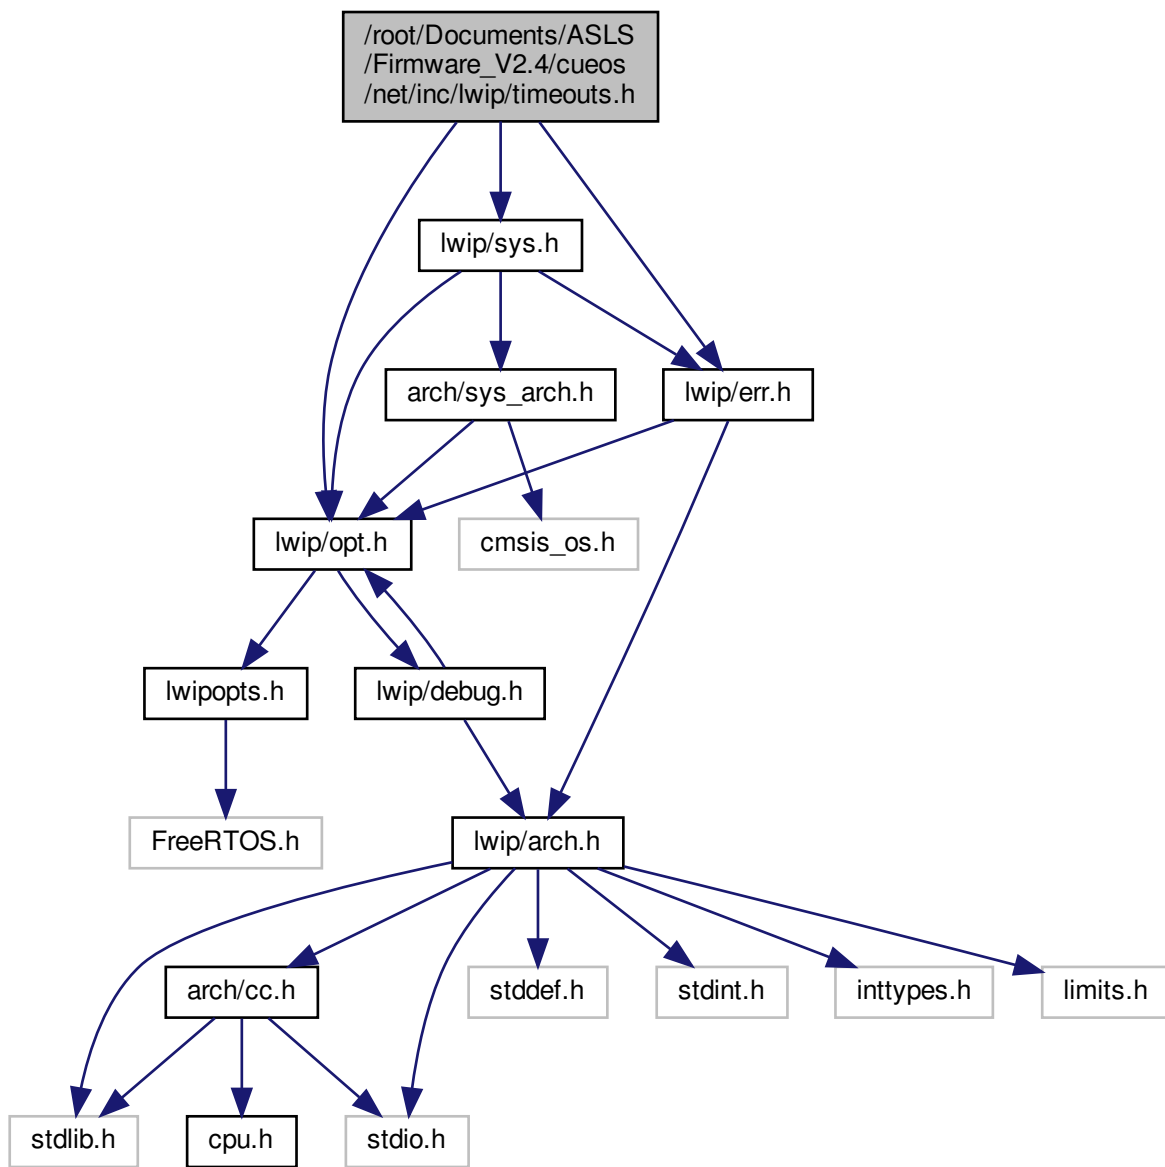 /root/Documents/ASLS
/Firmware_V2.4/cueos
/net/inc/lwip/timeouts.h
lwip/sys.h
arch/sys_arch.h
lwip/err.h
lwip/opt.h
cmsis_os.h
lwipopts.h
lwip/debug.h
FreeRTOS.h
lwip/arch.h
arch/cc.h
stddef.h
stdint.h
inttypes.h
limits.h
stdlib.h
cpu.h
stdio.h